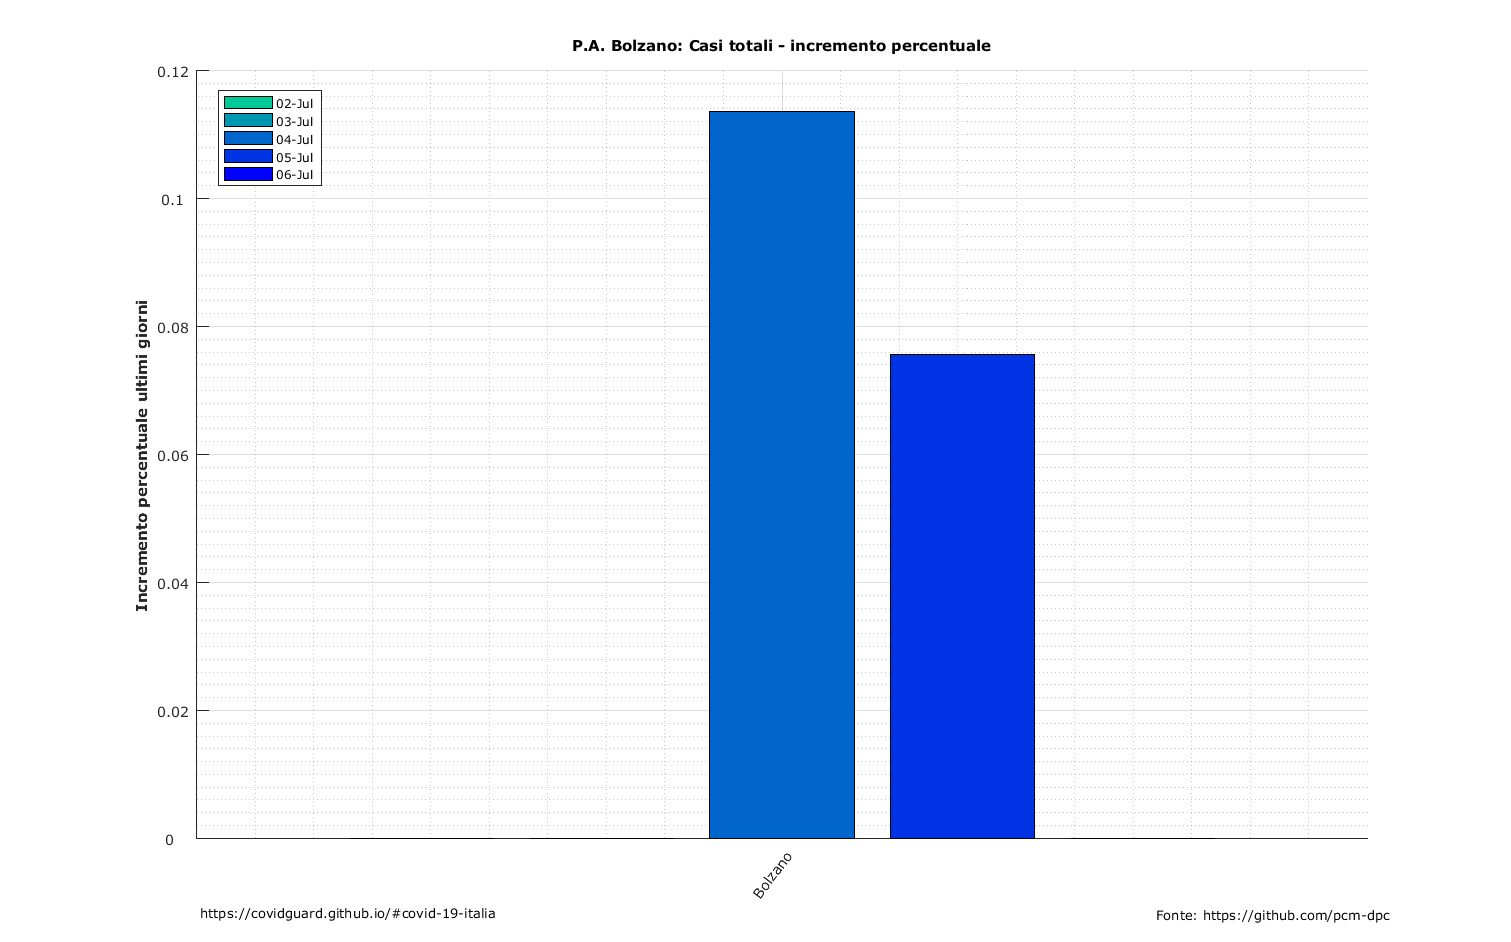 P.A. Bolzano: Casi totali - incremento percentuale
0.12
0.1
0.08
0.06
0.04
0.02
0
Incremento percentuale ultimi giorni
02-Jul
03-Jul
04-Jul
05-Jul
06-Jul
Bolzano
https://covidguard.github.io/#covid-19-italia
Fonte: https://github.com/pcm-dpc